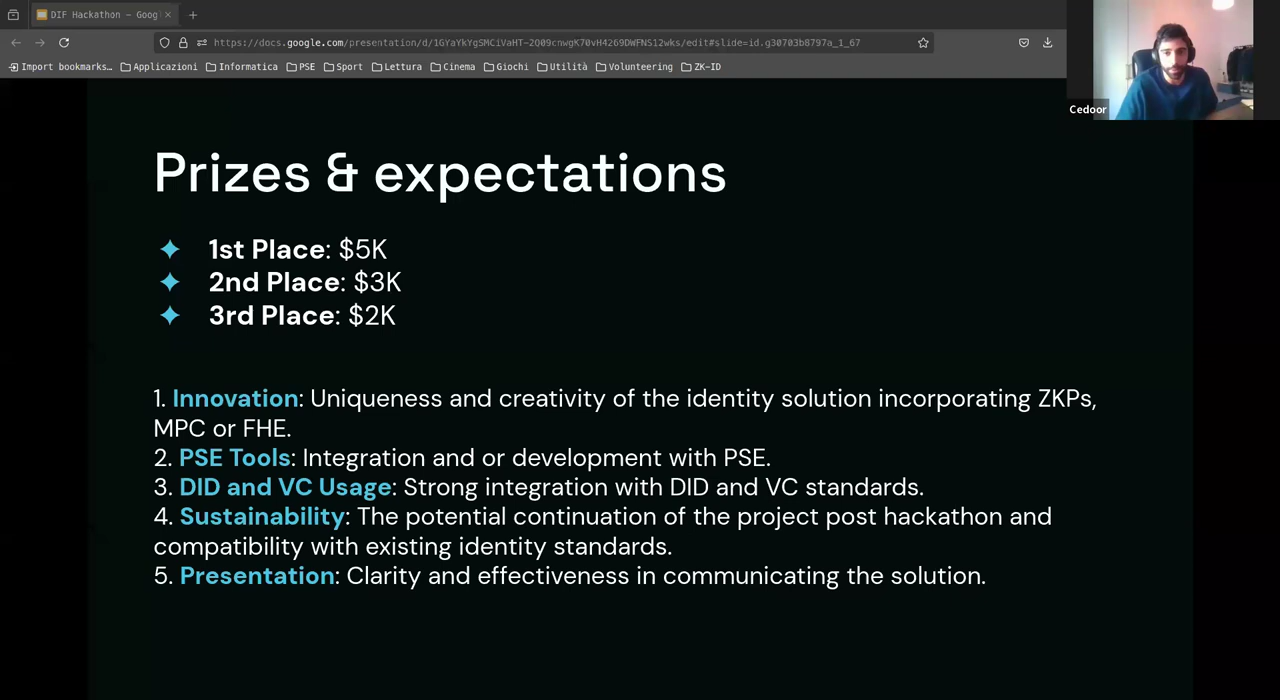 DIF Hackathon – Goog
https://docs.google.com/presentation/d/1GYaYkYgSMCiVaHT-2Q09cnwgK70vH4269DWFNS12wks/edit#slide=id.g30703b8797a_1_67
Import bookmarks… Applicazioni Informatica PSE Sport Lettura Cinema Giochi Utilità Volunteering ZK-ID
Cedoor
Prizes & expectations
1st Place: $5K
2nd Place: $3K
3rd Place: $2K
1. Innovation: Uniqueness and creativity of the identity solution incorporating ZKPs,
MPC or FHE.
2. PSE Tools: Integration and or development with PSE.
3. DID and VC Usage: Strong integration with DID and VC standards.
4. Sustainability: The potential continuation of the project post hackathon and
compatibility with existing identity standards.
5. Presentation: Clarity and effectiveness in communicating the solution.